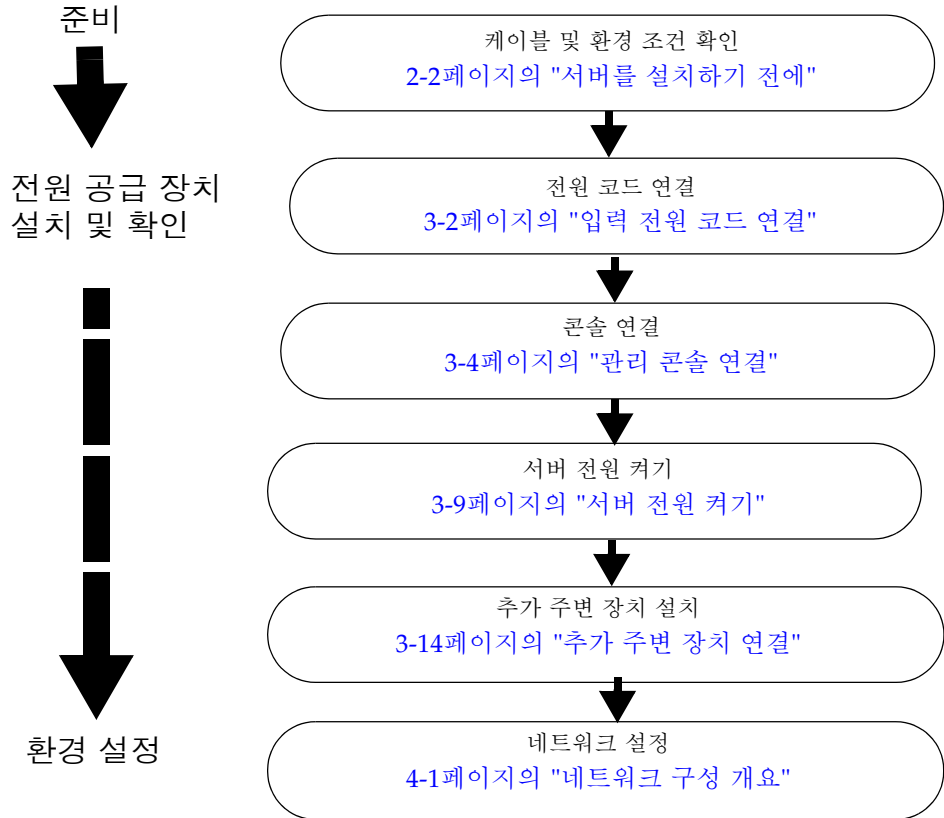 준비
케이블 및 환경 조건 확인
2-2페이지의 "서버를 설치하기 전에"
전원 공급 장치
설치 및 확인
전원 코드 연결
3-2페이지의 "입력 전원 코드 연결"
콘솔 연결
3-4페이지의 "관리 콘솔 연결"
서버 전원 켜기
3-9페이지의 "서버 전원 켜기"
추가 주변 장치 설치
3-14페이지의 "추가 주변 장치 연결"
환경 설정
네트워크 설정
4-1페이지의 "네트워크 구성 개요"